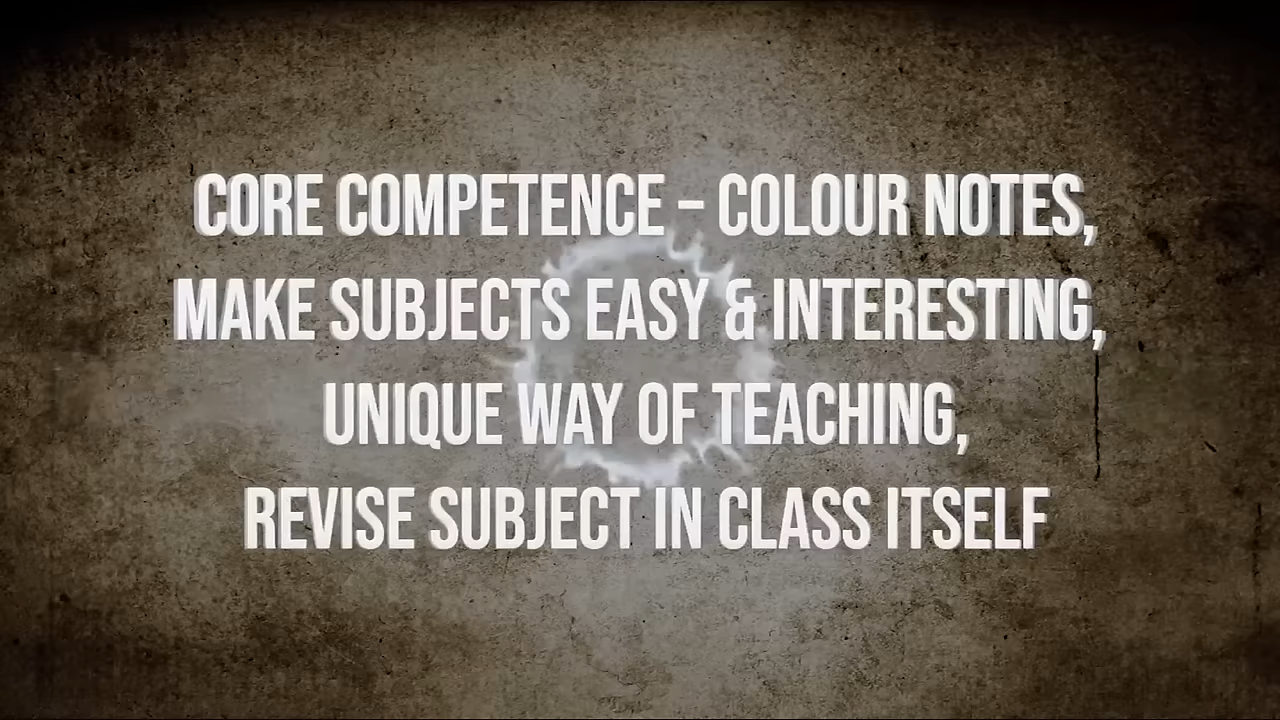 CORE COMPETENCE – COLOUR NOTES,
MAKE SUBJECTS EASY & INTERESTING,
UNIQUE WAY OF TEACHING,
REVISE SUBJECT IN CLASS ITSELF